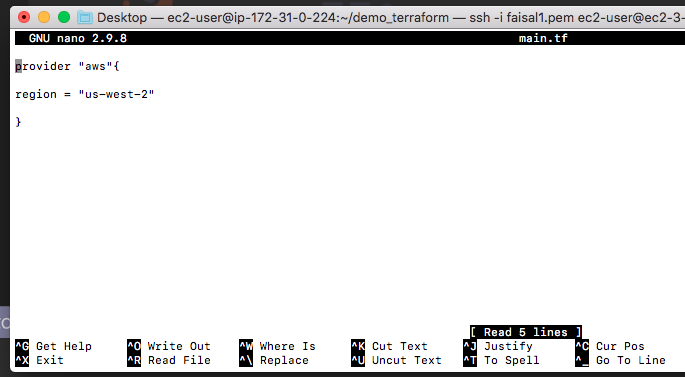 Desktop — ec2-user@ip-172-31-0-224:~/demo_terraform — ssh -i faisal1.pem ec2-user@ec2-3-
GNU nano 2.9.8 main.tf
provider "aws"{
region = "us-west-2"
}
[ Read 5 lines ]
^G Get Help ^O Write Out ^W Where Is ^K Cut Text ^J Justify ^C Cur Pos
^X Exit ^R Read File ^\ Replace ^U Uncut Text ^T To Spell ^_ Go To Line